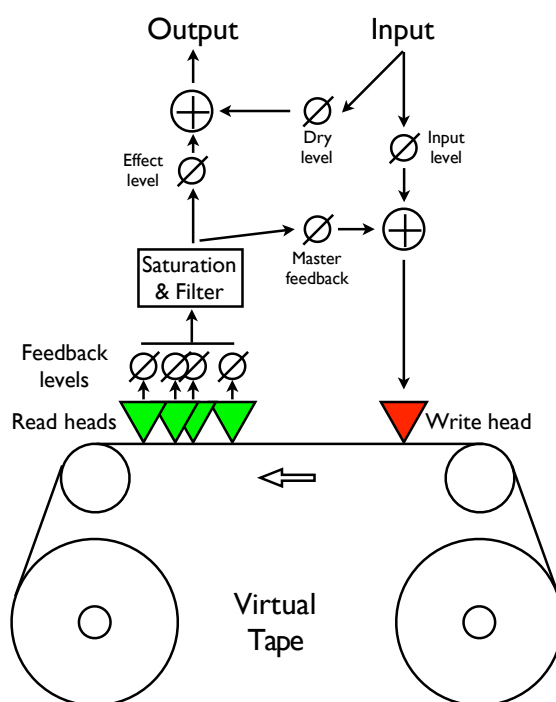 Output
Input
Dry
level
Input
level
Effect
level
Master
feedback
Saturation
& Filter
Feedback
levels
Read heads
Write head
Virtual
Tape